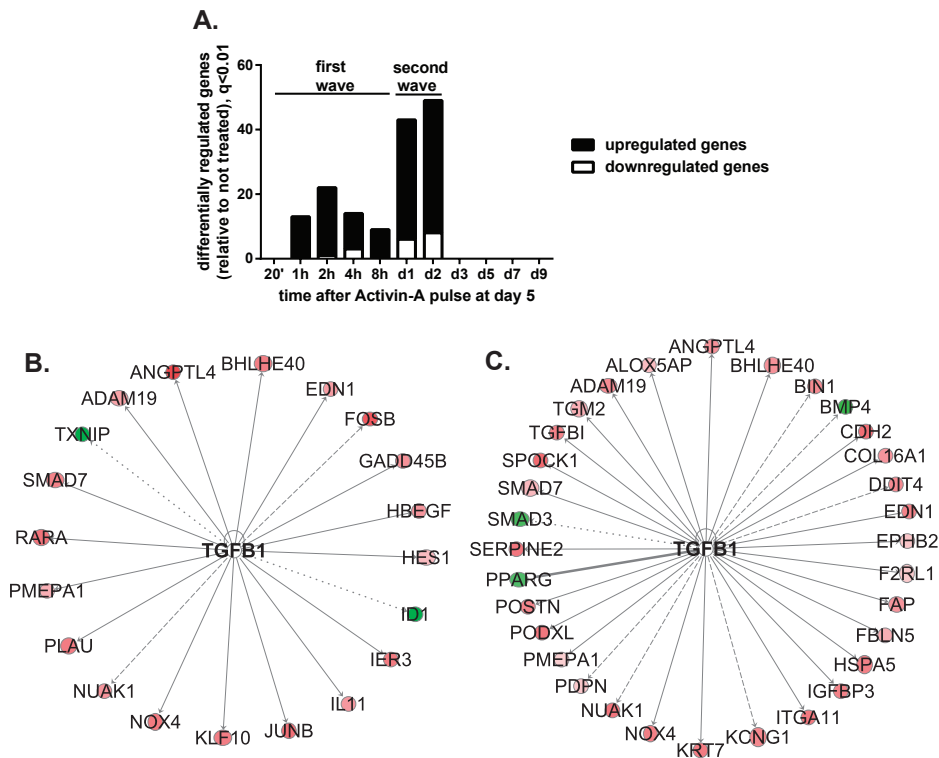 A.
differentially regulated genes
(relative to not treated), q<0.01
60
40
20
0
first
wave
second
wave
20' 1h 2h 4h 8h d1 d2 d3 d5 d7 d9
time after Activin-A pulse at day 5
upregulated genes
downregulated genes
B.
BHLHE40
ANGPTL4
EDN1
ADAM19
FOSB
TXNIP
GADD45B
SMAD7
HBEGF
RARA
TGFB1
HES1
PMEPA1
ID1
PLAU
IER3
NUAK1
IL11
NOX4
JUNB
KLF10
C.
ANGPTL4
ALOX5AP
BHLHE40
ADAM19
BIN1
TGM2
BMP4
TGFBI
CDH2
SPOCK1
COL16A1
SMAD7
DDIT4
SMAD3
EDN1
SERPINE2
TGFB1
EPHB2
PPARG
F2RL1
POSTN
FAP
PODXL
FBLN5
PMEPA1
HSPA5
PDPN
IGFBP3
NUAK1
ITGA11
NOX4
KCNG1
KRT7